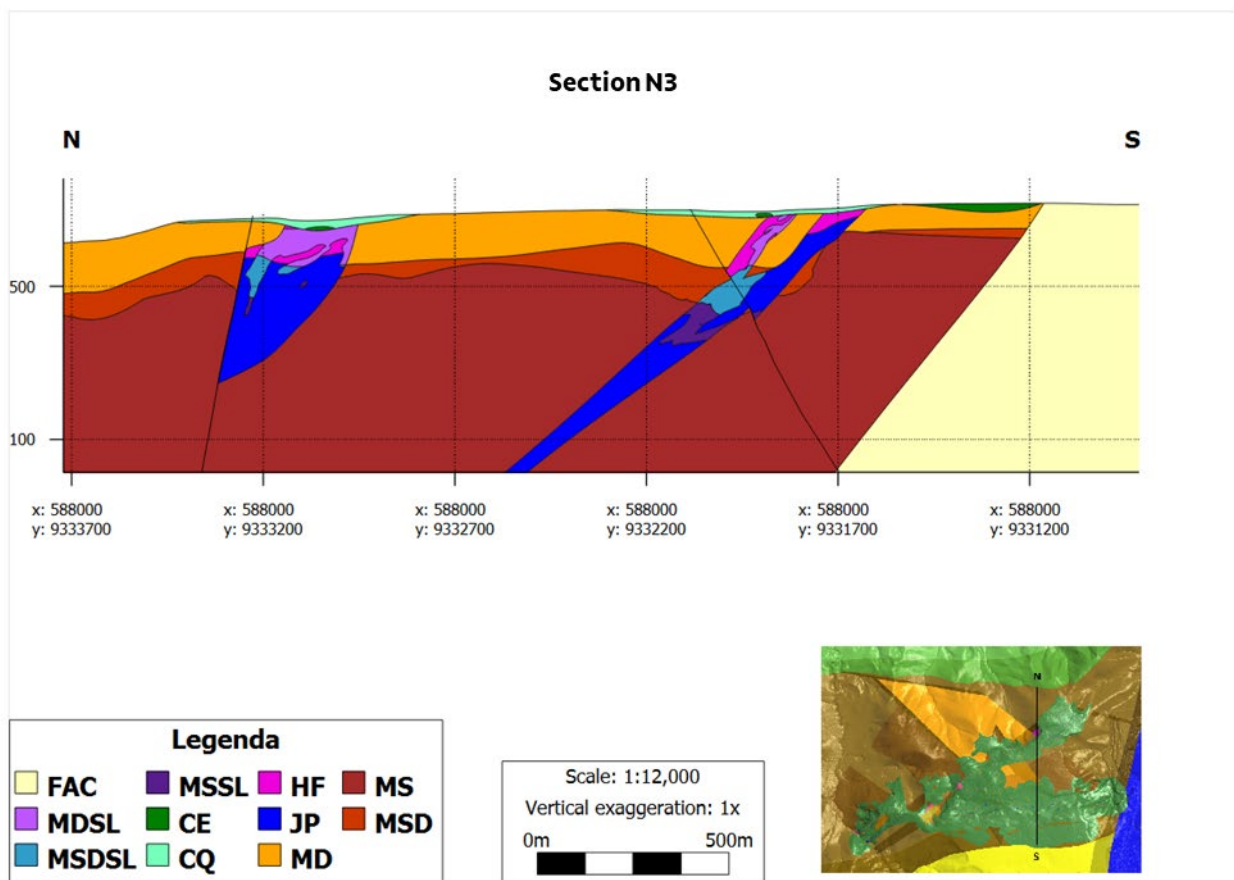 Section N3
N
S
500
100
x: 588000
y: 9333700
x: 588000
y: 9333200
x: 588000
y: 9332700
x: 588000
y: 9332200
x: 588000
y: 9331700
x: 588000
y: 9331200
Legenda
FAC
MSSL
HF
MS
MDSL
CE
JP
MSD
MSDSL
CQ
MD
Scale: 1:12,000
Vertical exaggeration: 1x
0m
500m
N
S